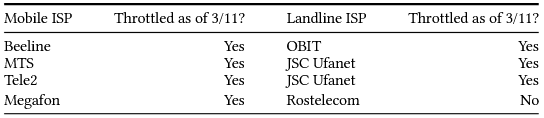 Mobile ISP Throttled as of 3/11? Landline ISP Throttled as of 3/11?
Beeline Yes OBIT Yes
MTS Yes JSC Ufanet Yes
Tele2 Yes JSC Ufanet Yes
Megafon Yes Rostelecom No